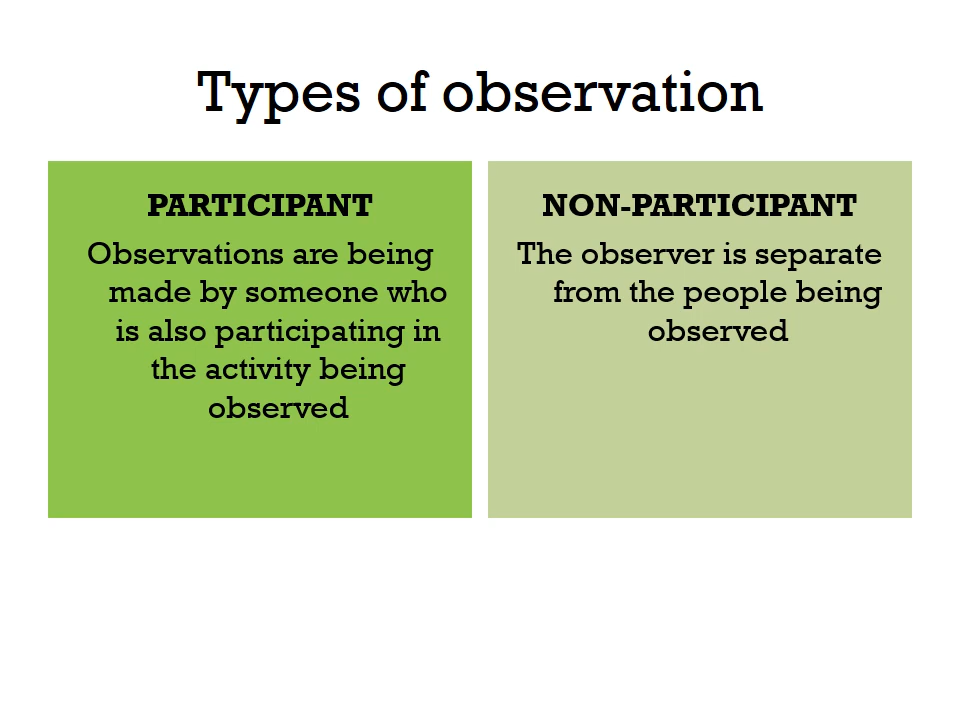 Types of observation
PARTICIPANT
Observations are being
made by someone who
is also participating in
the activity being
observed
NON-PARTICIPANT
The observer is separate
from the people being
observed